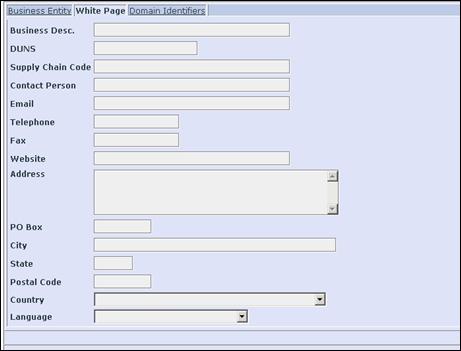 Business Entity White Page Domain Identifiers
Business Desc.
DUNS
Supply Chain Code
Contact Person
Email
Telephone
Fax
Website
Address
PO Box
City
State
Postal Code
Country
Language